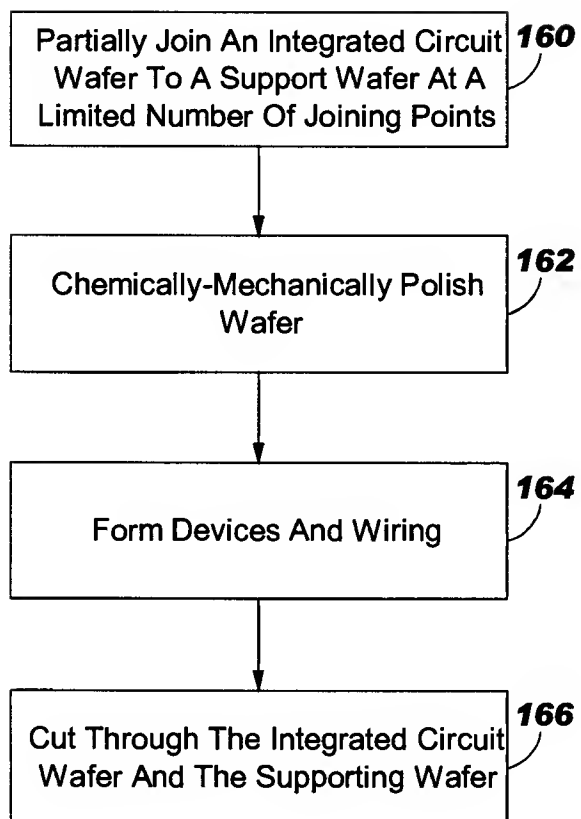 Partially Join An Integrated Circuit
Wafer To A Support Wafer At A
Limited Number Of Joining Points
160
Chemically-Mechanically Polish
Wafer
162
Form Devices And Wiring
164
Cut Through The Integrated Circuit
Wafer And The Supporting Wafer
166